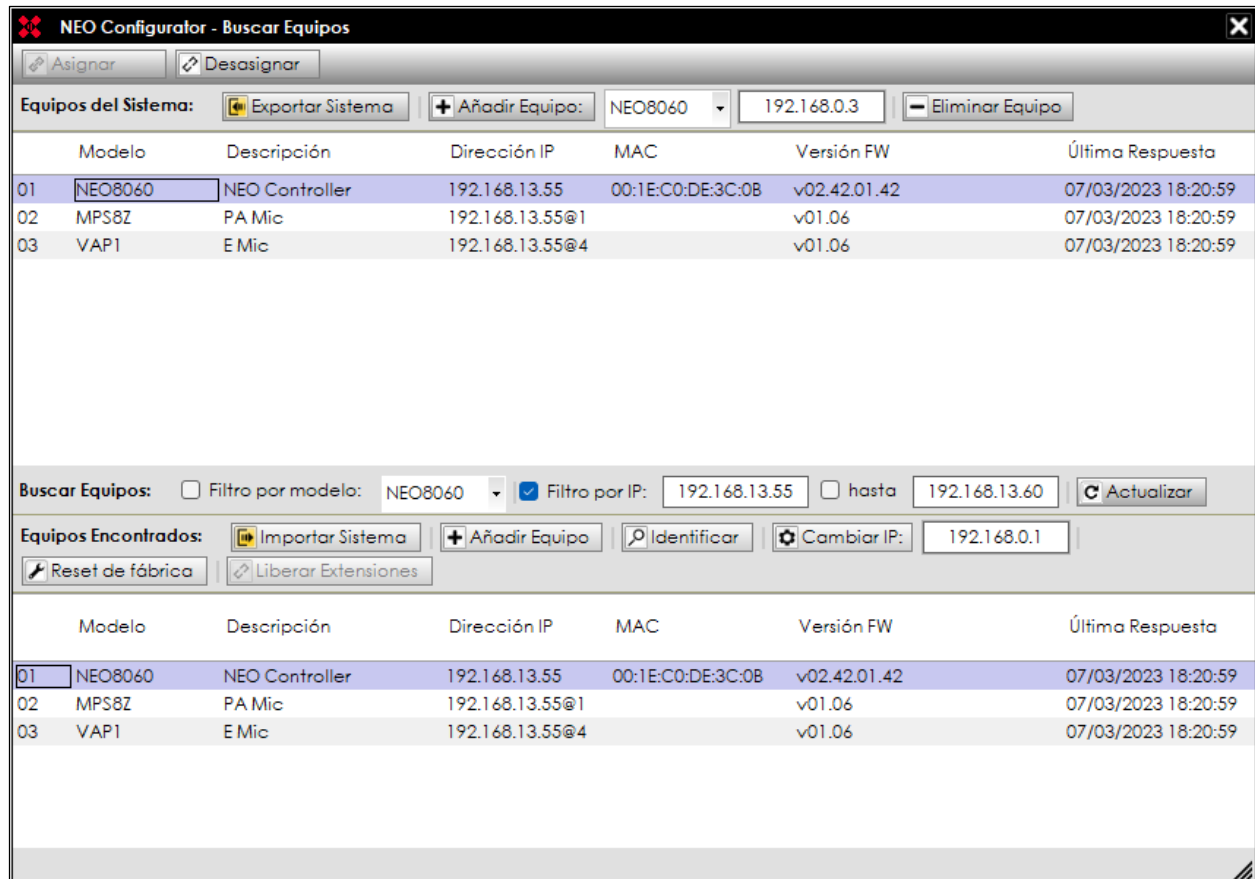 NEO Configurator - Buscar Equipos
Asignar Desasignar
Equipos del Sistema: Exportar Sistema Añadir Equipo: NEO8060 192.168.0.3 Eliminar Equipo
Modelo Descripción Dirección IP MAC Versión FW Última Respuesta
01 NEO8060 NEO Controller 192.168.13.55 00:1E:C0:DE:3C:0B v02.42.01.42 07/03/2023 18:20:59
02 MPS8Z PA Mic 192.168.13.55@1 v01.06 07/03/2023 18:20:59
03 VAP1 E Mic 192.168.13.55@4 v01.06 07/03/2023 18:20:59
Buscar Equipos: Filtro por modelo: NEO8060 Filtro por IP: 192.168.13.55 hasta 192.168.13.60 Actualizar
Equipos Encontrados: Importar Sistema Añadir Equipo Identificar Cambiar IP: 192.168.0.1
Reset de fábrica Liberar Extensiones
Modelo Descripción Dirección IP MAC Versión FW Última Respuesta
01 NEO8060 NEO Controller 192.168.13.55 00:1E:C0:DE:3C:0B v02.42.01.42 07/03/2023 18:20:59
02 MPS8Z PA Mic 192.168.13.55@1 v01.06 07/03/2023 18:20:59
03 VAP1 E Mic 192.168.13.55@4 v01.06 07/03/2023 18:20:59